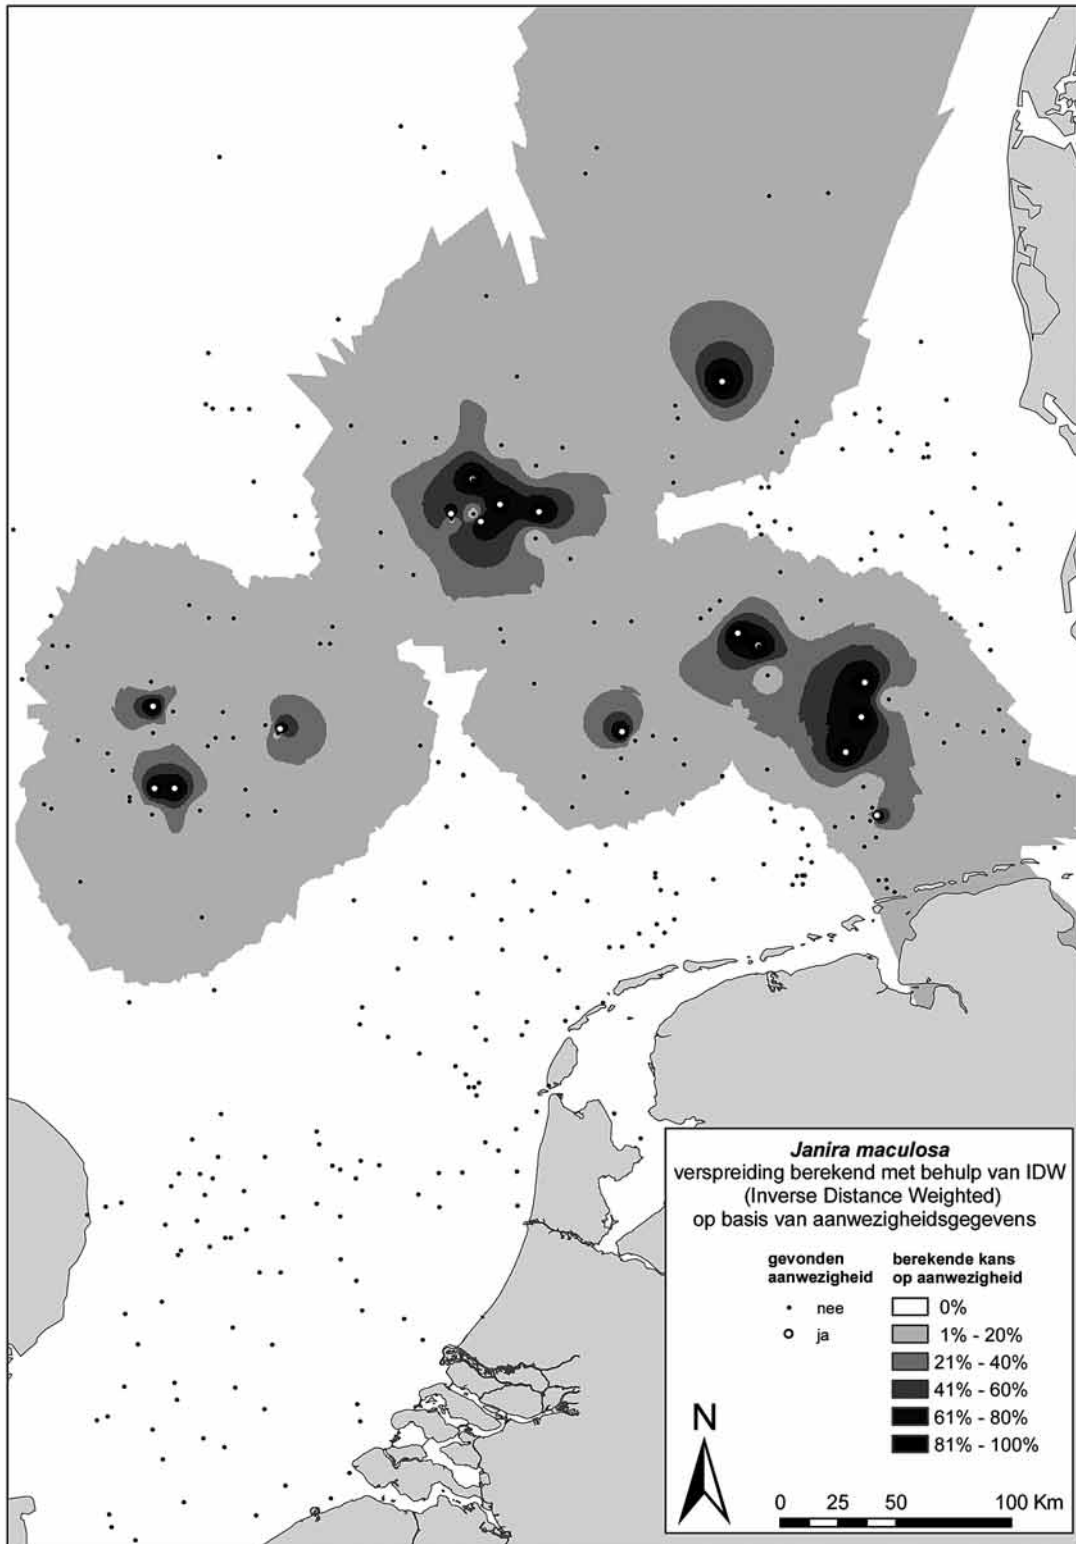 Janira maculosa
verspreiding berekend met behulp van IDW
(Inverse Distance Weighted)
op basis van aanwezigheidsgegevens
gevonden
aanwezigheid
nee
ja
berekende kans
op aanwezigheid
0%
1% - 20%
21% - 40%
41% - 60%
61% - 80%
81% - 100%
N
0 25 50 100 Km